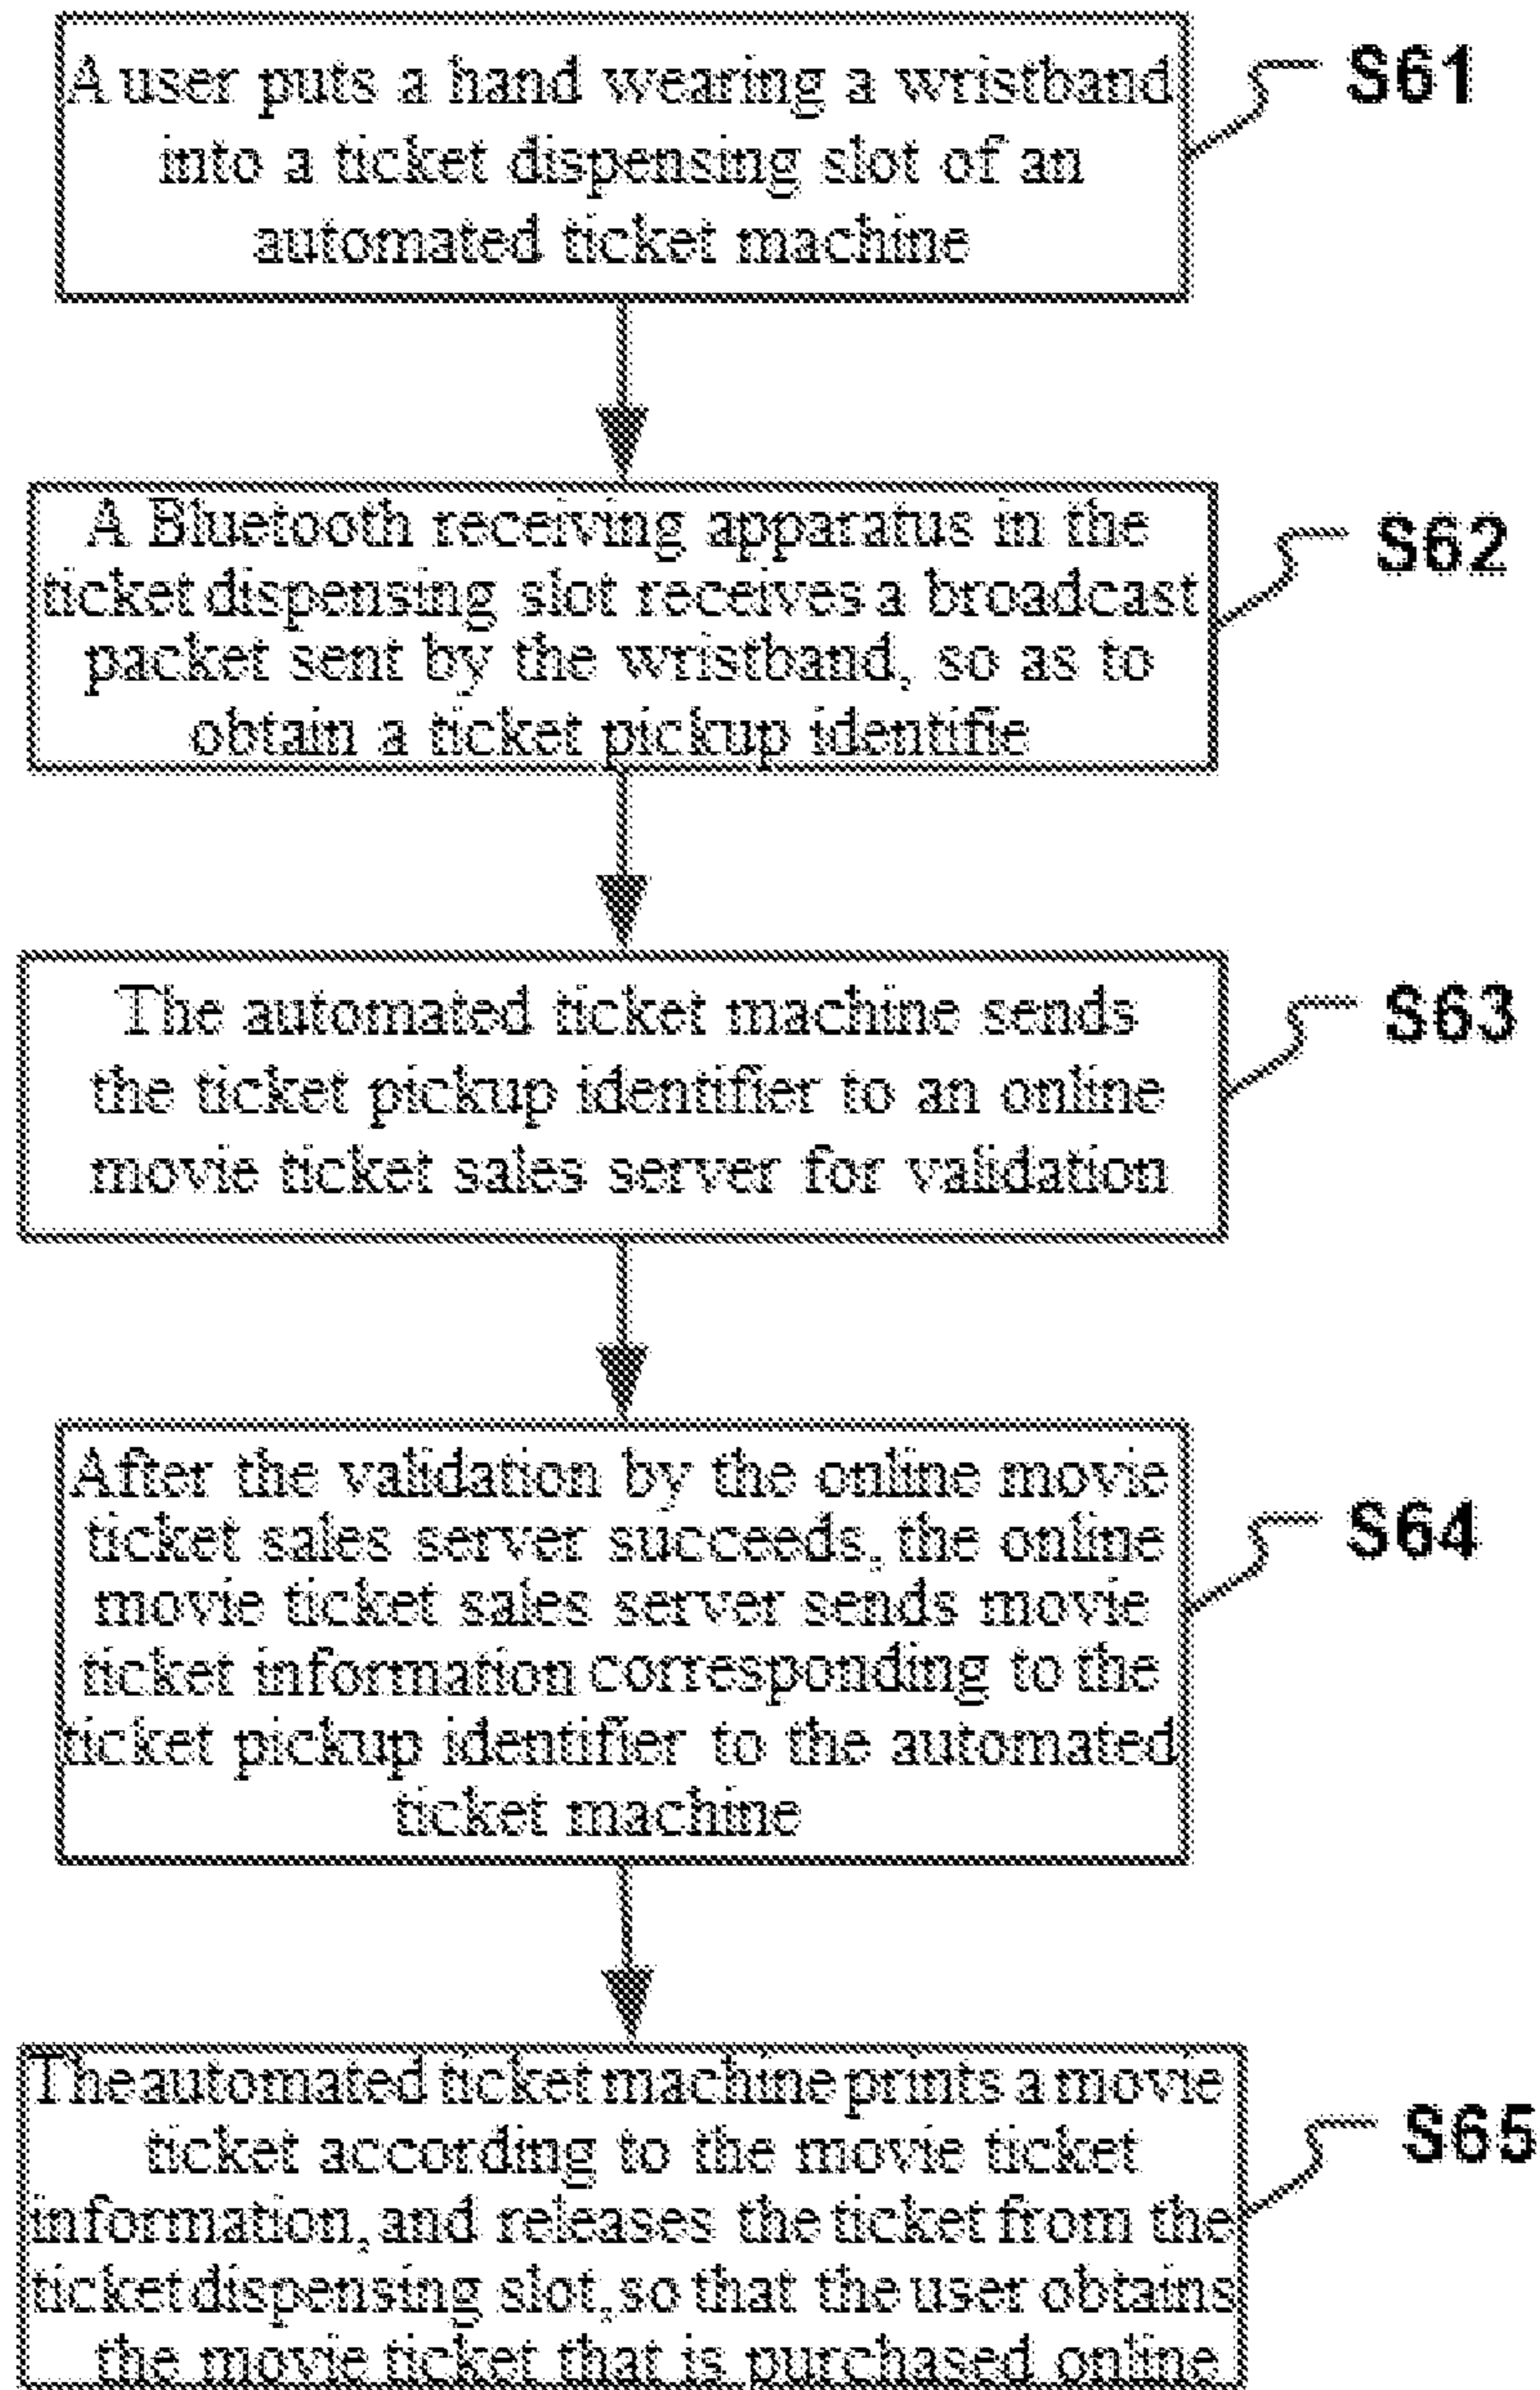 A user puts a hand wearing a wristband
into a ticket dispensing slot of an
automated ticket machine
S61
A Bluetooth receiving apparatus in the
ticket dispensing slot receives a broadcast
packet sent by the wristband, so as to
obtain a ticket pickup identifie
S62
The automated ticket machine sends
the ticket pickup identifier to an online
movie ticket sales server for validation
S63
After the validation by the online movie
ticket sales server succeeds, the online
movie ticket sales server sends movie
ticket information corresponding to the
ticket pickup identifier to the automated
ticket machine
S64
The automated ticket machine prints a movie
ticket according to the movie ticket
information, and releases the ticket from the
ticket dispensing slot, so that the user obtains
the movie ticket that is purchased online
S65